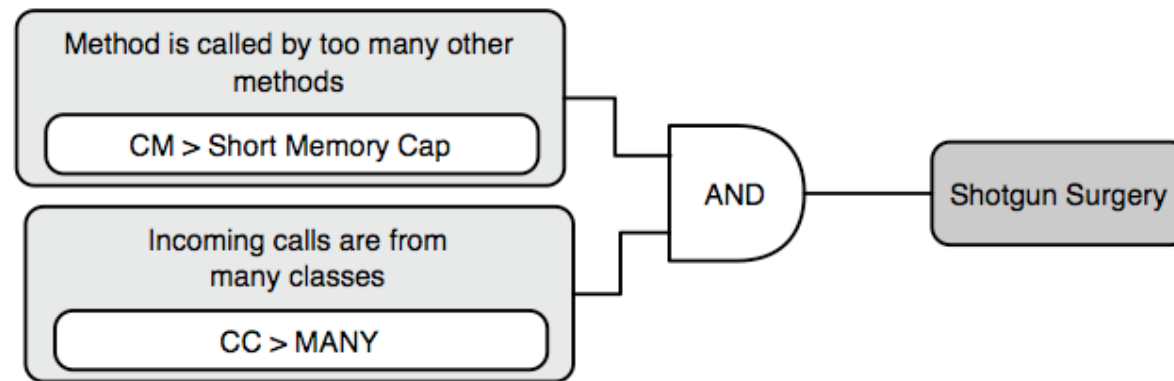 Method is called by too many other
methods
CM > Short Memory Cap
Incoming calls are from
many classes
CC > MANY
AND
Shotgun Surgery